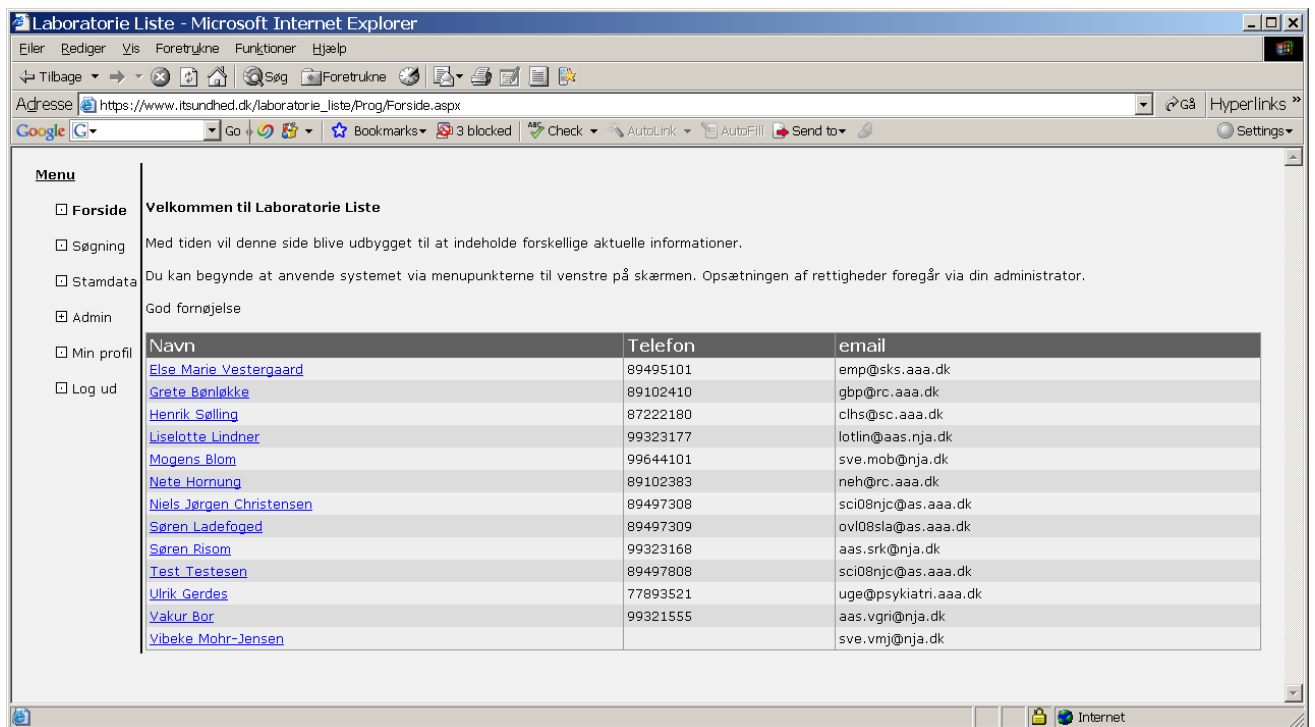 Laboratorie Liste - Microsoft Internet Explorer
Eiler Rediger Vis Foretrukne Funktioner Hjælp
Tilbage Søg Foretrukne
Adresse https://www.itsundhed.dk/laboratorie_liste/Prog/Forside.aspx Gå Hyperlinks »
Google G Go Bookmarks 3 blocked ABC Check AutoLink AutoFill Send to Settings
Menu
Forside
Søgning
Stamdata
Admin
Min profil
Log ud
Velkommen til Laboratorie Liste
Med tiden vil denne side blive udbygget til at indeholde forskellige aktuelle informationer.
Du kan begynde at anvende systemet via menupunkterne til venstre på skærmen. Opsætningen af rettigheder foregår via din administrator.
God fornøjelse
Navn Telefon email
Else Marie Vestergaard 89495101 emp@sks.aaa.dk
Grete Bønløkke 89102410 gbp@rc.aaa.dk
Henrik Sølling 87222180 clhs@sc.aaa.dk
Liselotte Lindner 99323177 lotlin@aas.nja.dk
Mogens Blom 99644101 sve.mob@nja.dk
Nete Hornung 89102383 neh@rc.aaa.dk
Niels Jørgen Christensen 89497308 sci08njc@as.aaa.dk
Søren Ladefoged 89497309 ovl08sla@as.aaa.dk
Søren Risom 99323168 aas.srk@nja.dk
Test Testesen 89497808 sci08njc@as.aaa.dk
Ulrik Gerdes 77893521 uge@psykiatri.aaa.dk
Vakur Bor 99321555 aas.vgri@nja.dk
Vibeke Mohr-Jensen sve.vmj@nja.dk
Internet